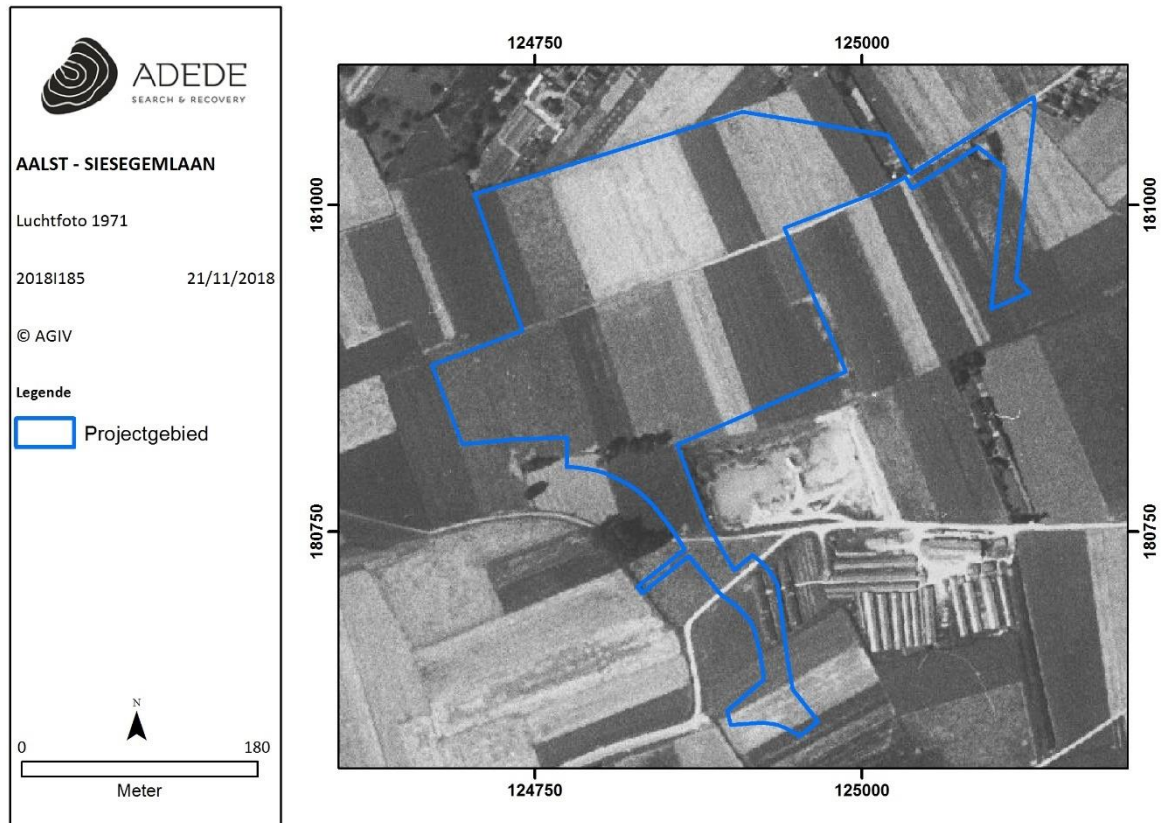 ADEDE
SEARCH & RECOVERY
AALST - SIESEGEMLAAN
Luchtfoto 1971
2018I185 21/11/2018
© AGIV
Legende
Projectgebied
N
0 180
Meter
124750 125000
181000 181000
180750 180750
124750 125000